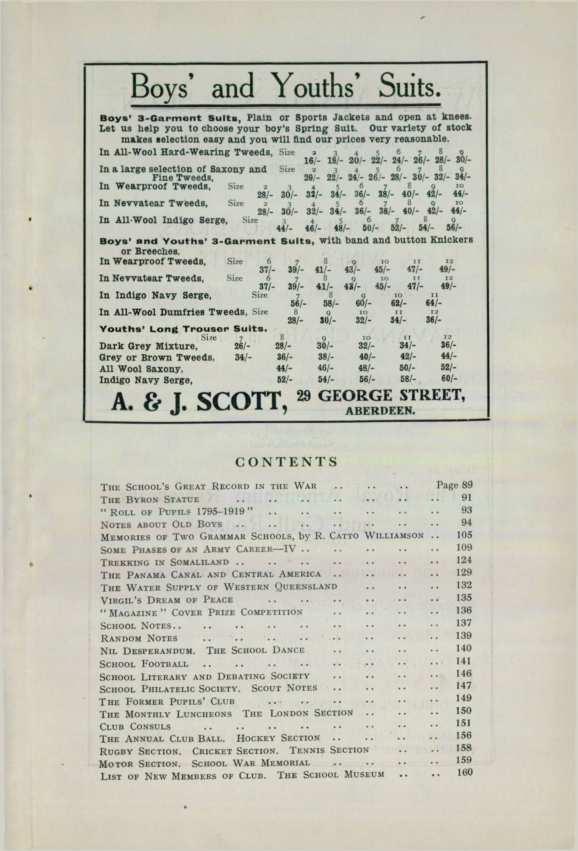 Boys' and Youths' Suits.
Boys' 3-Garment Suits, Plain or Sports Jackets and open at knees.
Let us help you to choose your boy's Spring Suit. Our variety of stock
makes selection easy and you will find our prices very reasonable.
In All-Wool Hard-Wearing Tweeds, Size 2 3 4 5 6 7 8 9
16/- 18/- 20/- 22/- 24/- 26/- 28/- 30/-
In a large selection of Saxony and Size 2 3 4 5 6 7 8 9
Fine Tweeds, 20/- 22/- 24/- 26/- 28/- 30/- 32/- 34/-
In Wearproof Tweeds, Size 2 3 4 5 6 7 8 9 10
28/- 30/- 32/- 34/- 36/- 38/- 40/- 42/- 44/-
In Nevvatear Tweeds, Size 2 3 4 5 6 7 8 9 10
28/- 30/- 32/- 34/- 36/- 38/- 40/- 42/- 44/-
In All-Wool Indigo Serge, Size 3 4 5 6 7 8 9
44/- 46/- 48/- 50/- 52/- 54/- 56/-
Boys' and Youths' 3-Garment Suits, with band and button Knickers
or Breeches.
In Wearproof Tweeds, Size 6 7 8 9 10 11 12
37/- 39/- 41/- 43/- 45/- 47/- 49/-
In Nevvatear Tweeds, Size 6 7 8 9 10 11 12
37/- 39/- 41/- 43/- 45/- 47/- 49/-
In Indigo Navy Serge, Size 7 8 9 10 11
56/- 58/- 60/- 62/- 64/-
In All-Wool Dumfries Tweeds, Size 8 9 10 11 12
28/- 30/- 32/- 34/- 36/-
Youths' Long Trouser Suits.
Size 7 8 9 10 11 12
Dark Grey Mixture, 26/- 28/- 30/- 32/- 34/- 36/-
Grey or Brown Tweeds, 34/- 36/- 38/- 40/- 42/- 44/-
All Wool Saxony, 44/- 46/- 48/- 50/- 52/-
Indigo Navy Serge, 52/- 54/- 56/- 58/- 60/-
A. & J. SCOTT, 29 GEORGE STREET,
ABERDEEN.
CONTENTS
The School's Great Record in the War .. .. .. Page 89
The Byron Statue .. .. .. .. .. .. 91
"Roll of Pupils 1795-1919" .. .. .. .. .. 93
Notes about Old Boys .. .. .. .. .. .. 94
Memories of Two Grammar Schools, by R. Catto Williamson .. 105
Some Phases of an Army Career—IV .. .. .. .. .. 109
Trekking in Somaliland .. .. .. .. .. .. 124
The Panama Canal and Central America .. .. .. .. 129
The Water Supply of Western Queensland .. .. .. 132
Virgil's Dream of Peace .. .. .. .. .. 135
"Magazine" Cover Prize Competition .. .. .. .. 136
School Notes .. .. .. .. .. .. .. .. 137
Random Notes .. .. .. .. .. .. .. 139
Nil Desperandum. The School Dance .. .. .. .. 140
School Football .. .. .. .. .. .. .. 141
School Literary and Debating Society .. .. .. .. 146
School Philatelic Society. Scout Notes .. .. .. .. 147
The Former Pupils' Club .. .. .. .. .. 149
The Monthly Luncheons The London Section .. .. .. 150
Club Consuls .. .. .. .. .. .. .. 151
The Annual Club Ball. Hockey Section .. .. .. .. 156
Rugby Section. Cricket Section. Tennis Section .. .. 158
Motor Section. School War Memorial .. .. .. .. 159
List of New Members of Club. The School Museum .. .. 160